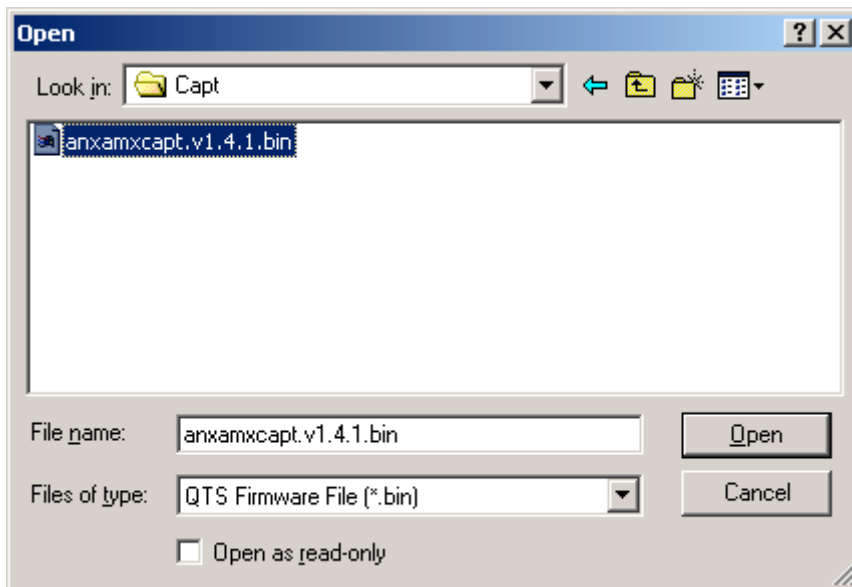 Open
Look in: Capt
anxamxcapt.v1.4.1.bin
File name: anxamxcapt.v1.4.1.bin Open
Files of type: QTS Firmware File (*.bin) Cancel
Open as read-only